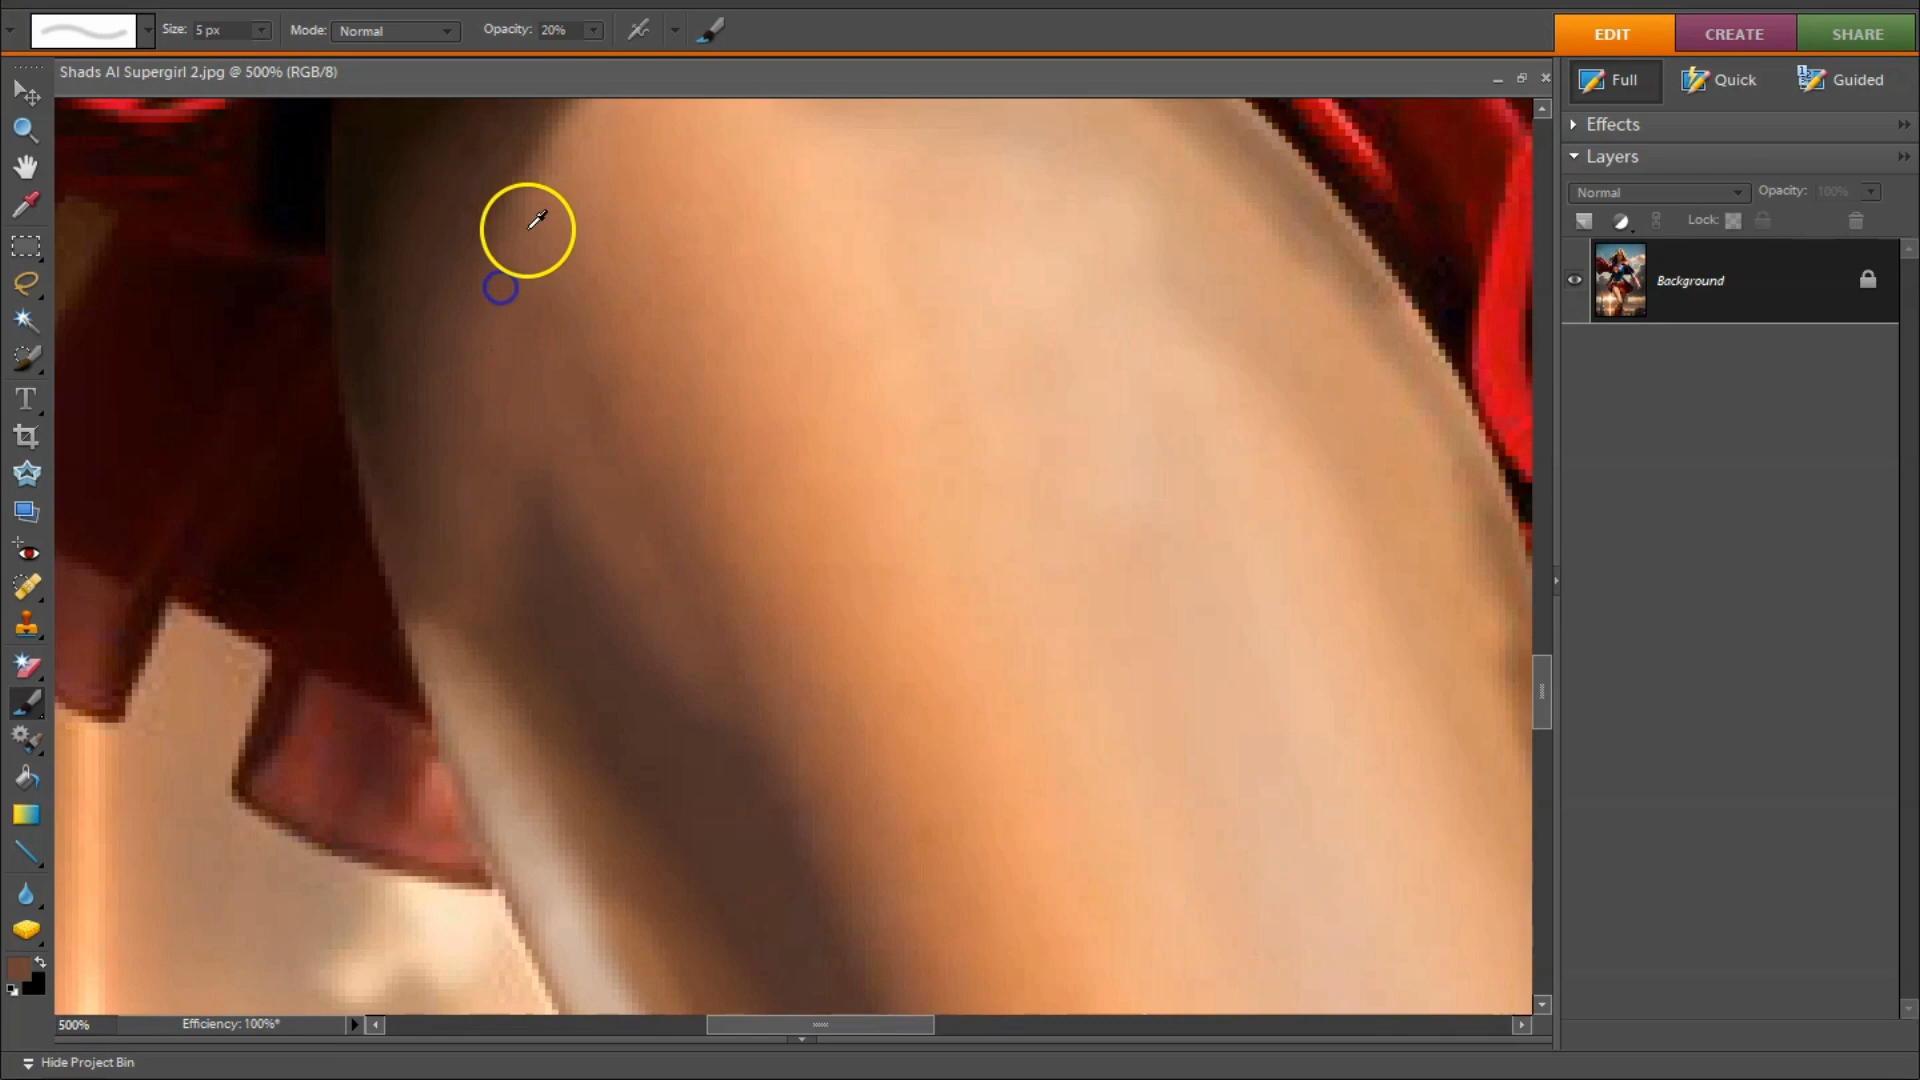 Size: 5 px
Mode: Normal
Opacity: 20%
EDIT
CREATE
SHARE
Shads AI Supergirl 2.jpg @ 500% (RGB/8)
Full
Quick
Guided
Effects
Layers
Normal
Opacity: 100%
Lock:
Background
500%
Efficiency: 100%*
Hide Project Bin